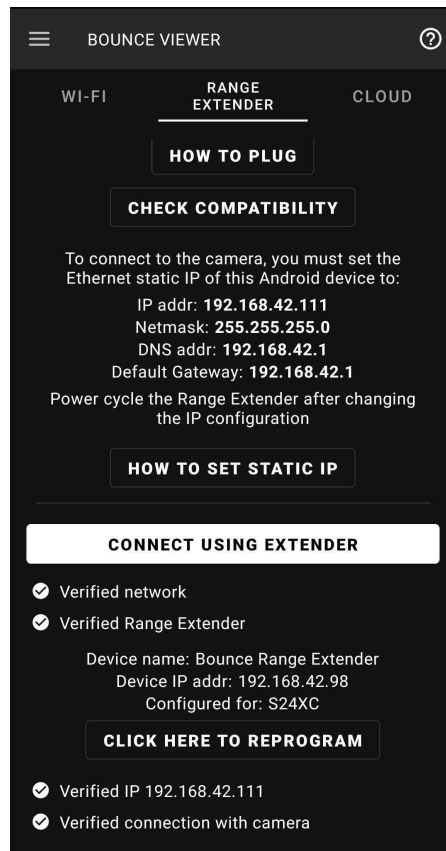 BOUNCE VIEWER
WI-FI
RANGE
EXTENDER
CLOUD
HOW TO PLUG
CHECK COMPATIBILITY
To connect to the camera, you must set the
Ethernet static IP of this Android device to:
IP addr: 192.168.42.111
Netmask: 255.255.255.0
DNS addr: 192.168.42.1
Default Gateway: 192.168.42.1
Power cycle the Range Extender after changing
the IP configuration
HOW TO SET STATIC IP
CONNECT USING EXTENDER
Verified network
Verified Range Extender
Device name: Bounce Range Extender
Device IP addr: 192.168.42.98
Configured for: S24XC
CLICK HERE TO REPROGRAM
Verified IP 192.168.42.111
Verified connection with camera